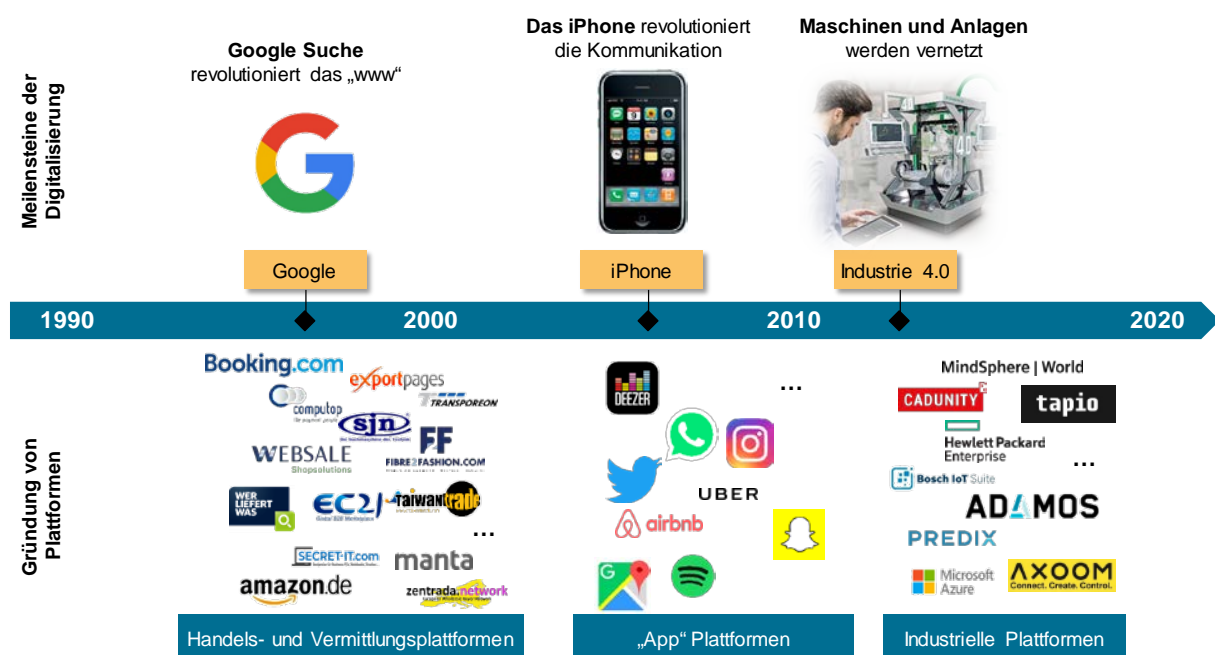 Meilensteine der
Digitalisierung
Google Suche
revolutioniert das „www“
Das iPhone revolutioniert
die Kommunikation
Maschinen und Anlagen
werden vernetzt
Google
iPhone
Industrie 4.0
1990
2000
2010
2020
Gründung von
Plattformen
Booking.com
exportpages
computop
TRANSPOREON
sjn
WEBSALE
Shopsolutions
FF
FIBRE2FASHION.COM
WER
LIEFERT
WAS
EC21
Global B2B Marketplace
Taiwantrade
...
SECRET-IT.com
manta
amazon.de
zentrada.network
Handels- und Vermittlungsplattformen
DEEZER
...
UBER
airbnb
G
„App“ Plattformen
MindSphere | World
CADUNITY
tapio
Hewlett Packard
Enterprise
...
Bosch IoT Suite
ADAMOS
PREDIX
Microsoft
Azure
AXOOM
Connect. Create. Control.
Industrielle Plattformen